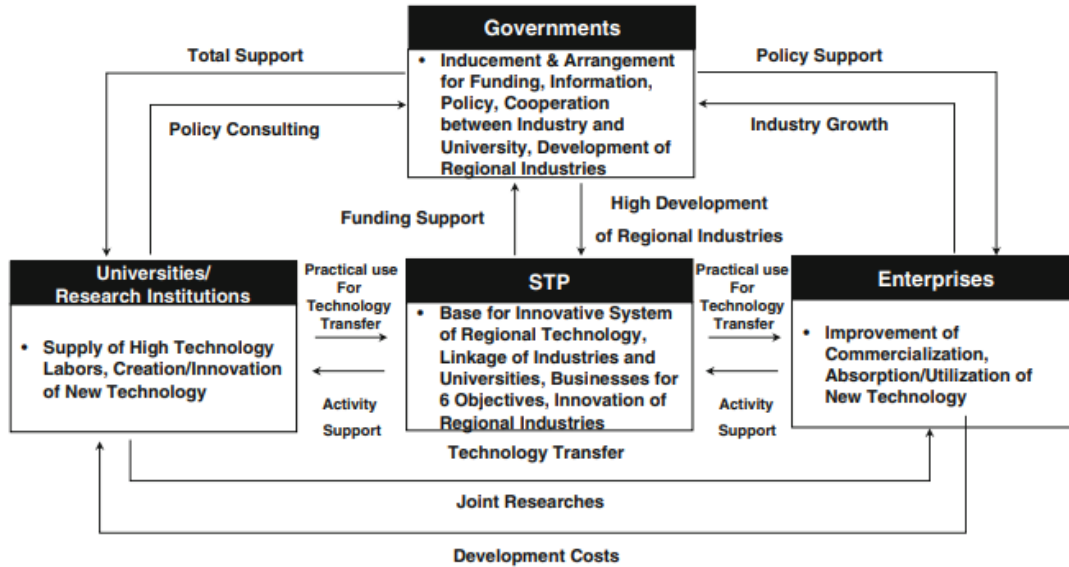 Governments
Total Support
Policy Support
• Inducement & Arrangement
for Funding, Information,
Policy, Cooperation
between Industry and
University, Development of
Regional Industries
Policy Consulting
Industry Growth
Funding Support
High Development
of Regional Industries
Universities/
Research Institutions
• Supply of High Technology
Labors, Creation/Innovation
of New Technology
Practical use
For
Technology
Transfer
Activity
Support
STP
• Base for Innovative System
of Regional Technology,
Linkage of Industries and
Universities, Businesses for
6 Objectives, Innovation of
Regional Industries
Practical use
For
Technology
Transfer
Activity
Support
Enterprises
• Improvement of
Commercialization,
Absorption/Utilization of
New Technology
Technology Transfer
Joint Researches
Development Costs